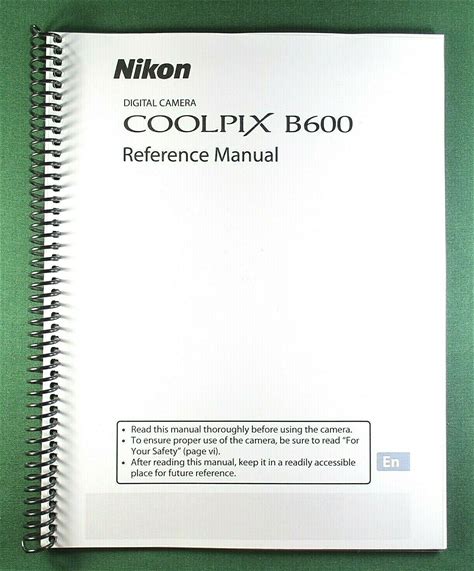 Nikon
DIGITAL CAMERA
COOLPIX B600
Reference Manual
• Read this manual thoroughly before using the camera.
• To ensure proper use of the camera, be sure to read “For
Your Safety” (page vi).
• After reading this manual, keep it in a readily accessible
place for future reference.
En